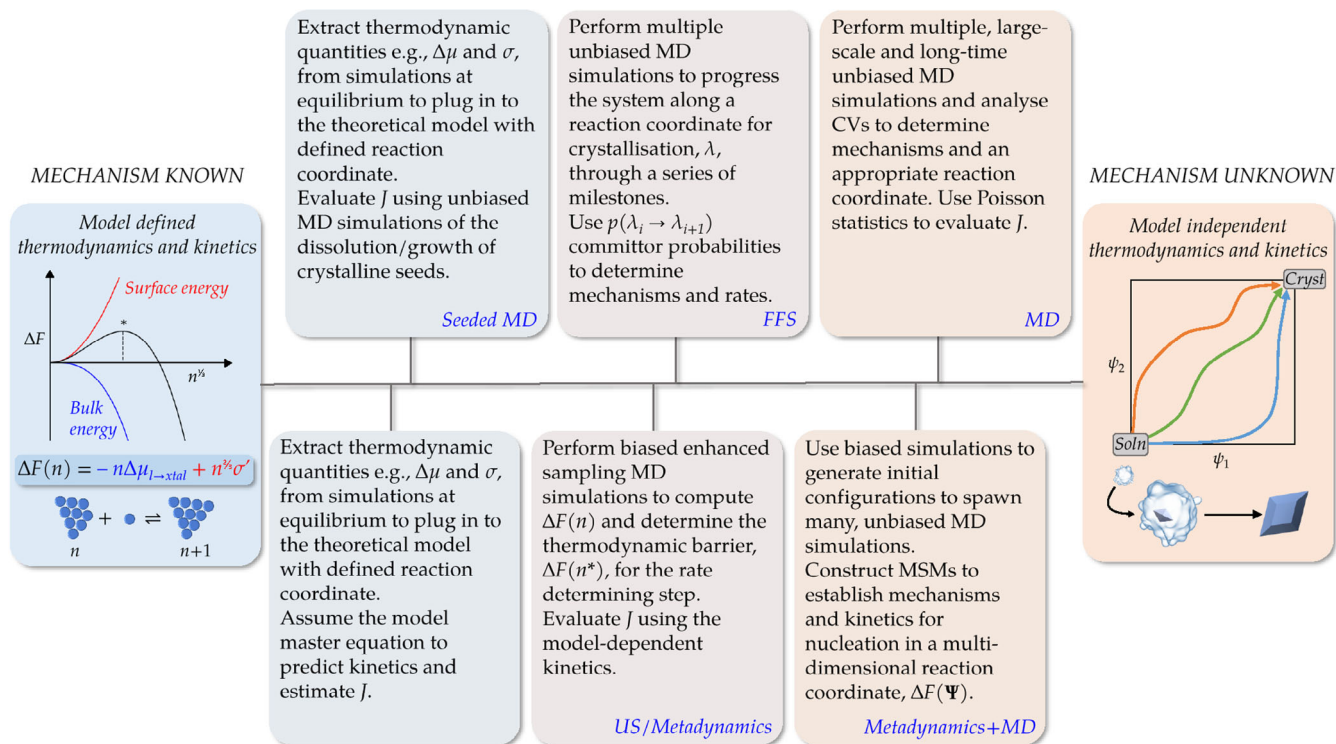 MECHANISM KNOWN
Model defined
thermodynamics and kinetics
Surface energy
*
ΔF
n^⅓
Bulk
energy
ΔF(n) = − nΔμ_{l→xtal} + n^⅔σ′
+ ⇌
n
n+1
Extract thermodynamic
quantities e.g., Δμ and σ,
from simulations at
equilibrium to plug in to
the theoretical model with
defined reaction
coordinate.
Evaluate J using unbiased
MD simulations of the
dissolution/growth of
crystalline seeds.
Seeded MD
Perform multiple
unbiased MD
simulations to progress
the system along a
reaction coordinate for
crystallisation, λ,
through a series of
milestones.
Use p(λ_i → λ_{i+1})
committor probabilities
to determine
mechanisms and rates.
FFS
Perform multiple, large-
scale and long-time
unbiased MD
simulations and analyse
CVs to determine
mechanisms and an
appropriate reaction
coordinate. Use Poisson
statistics to evaluate J.
MD
Extract thermodynamic
quantities e.g., Δμ and σ,
from simulations at
equilibrium to plug in to
the theoretical model
with defined reaction
coordinate.
Assume the model
master equation to
predict kinetics and
estimate J.
Perform biased enhanced
sampling MD
simulations to compute
ΔF(n) and determine the
thermodynamic barrier,
ΔF(n*), for the rate
determining step.
Evaluate J using the
model-dependent
kinetics.
US/Metadynamics
Use biased simulations to
generate initial
configurations to spawn
many, unbiased MD
simulations.
Construct MSMs to
establish mechanisms
and kinetics for
nucleation in a multi-
dimensional reaction
coordinate, ΔF(Ψ).
Metadynamics+MD
MECHANISM UNKNOWN
Model independent
thermodynamics and kinetics
Cryst
ψ₂
Soln
ψ₁